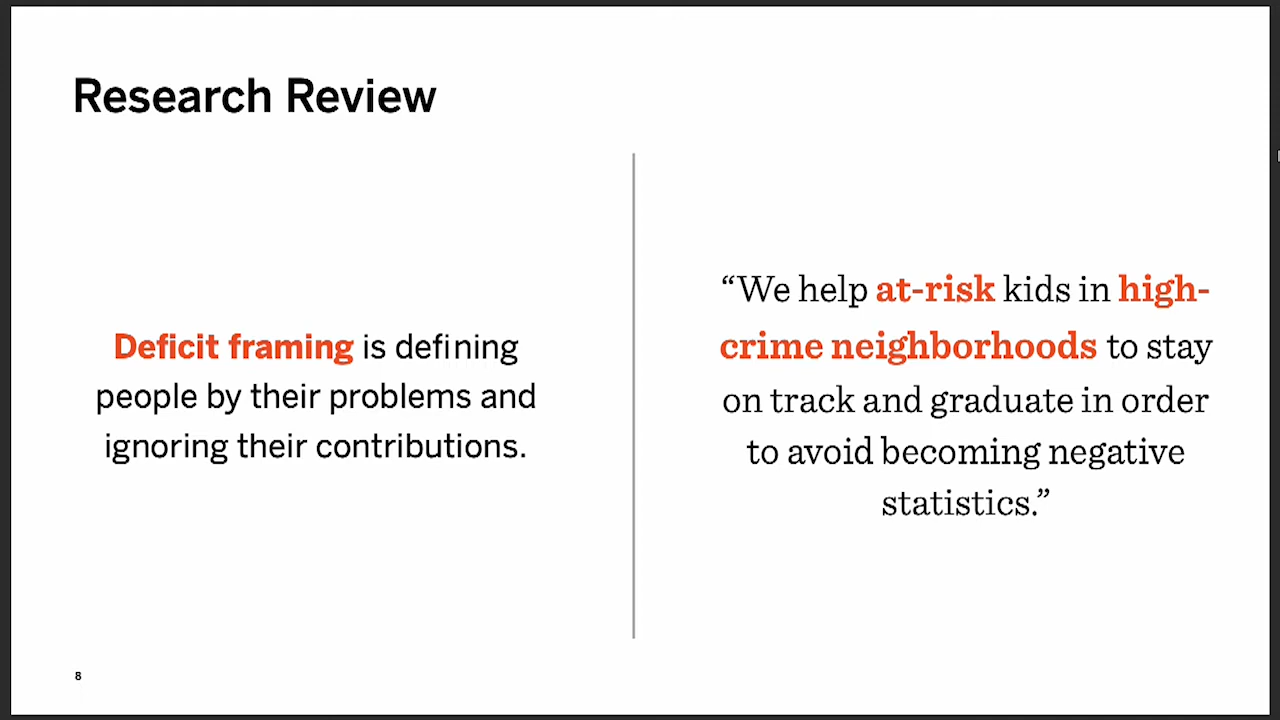 Research Review
Deficit framing is defining
people by their problems and
ignoring their contributions.
“We help at-risk kids in high-
crime neighborhoods to stay
on track and graduate in order
to avoid becoming negative
statistics.”
8